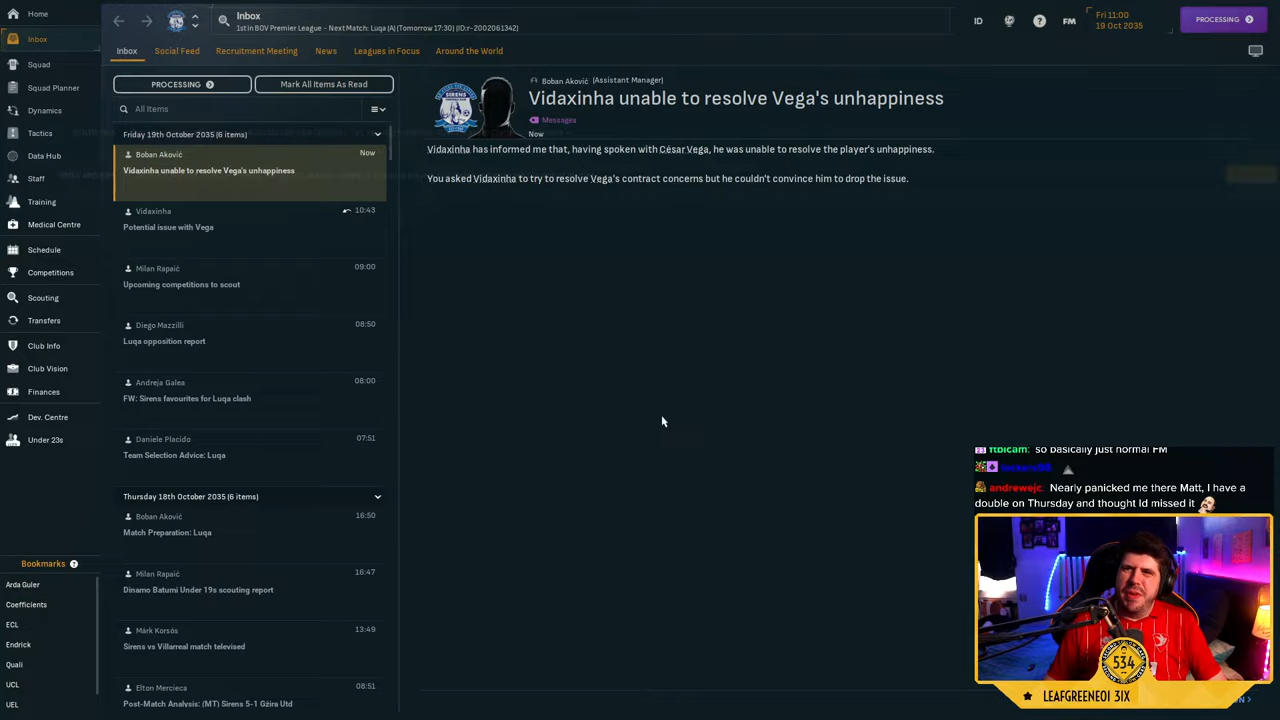 Home
Inbox
Squad
Squad Planner
Dynamics
Tactics
Data Hub
Staff
Training
Medical Centre
Schedule
Competitions
Scouting
Transfers
Club Info
Club Vision
Finances
Dev. Centre
Under 23s
Bookmarks ?
Arda Guler
Coefficients
ECL
Endrick
Quali
UCL
UEL
Inbox
1st in BOV Premier League - Next Match: Luqa (A) (Tomorrow 17:30) (ID:r-2002061342)
ID
?
FM
Fri 11:00
19 Oct 2035
PROCESSING
Inbox
Social Feed
Recruitment Meeting
News
Leagues in Focus
Around the World
PROCESSING
Mark All Items As Read
All Items
Friday 19th October 2035 (6 items)
Boban Aković
Now
Vidaxinha unable to resolve Vega's unhappiness
Vidaxinha
10:43
Potential issue with Vega
Milan Rapaić
09:00
Upcoming competitions to scout
Diego Mazzilli
08:50
Luqa opposition report
Andreja Galea
08:00
FW: Sirens favourites for Luqa clash
Daniele Placido
07:51
Team Selection Advice: Luqa
Thursday 18th October 2035 (6 items)
Boban Aković
16:50
Match Preparation: Luqa
Milan Rapaić
16:47
Dinamo Batumi Under 19s scouting report
Márk Korsós
13:49
Sirens vs Villarreal match televised
Elton Mercieca
08:51
Post-Match Analysis: (MT) Sirens 5-1 Gżira Utd
SIRENS
Boban Aković (Assistant Manager)
Vidaxinha unable to resolve Vega's unhappiness
Messages
Now
Vidaxinha has informed me that, having spoken with César Vega, he was unable to resolve the player's unhappiness.
You asked Vidaxinha to try to resolve Vega's contract concerns but he couldn't convince him to drop the issue.
ftbicam: so basically just normal FM
andrewejc: Nearly panicked me there Matt, I have a
double on Thursday and thought Id missed it
534
LEAFGREENE01 3IX